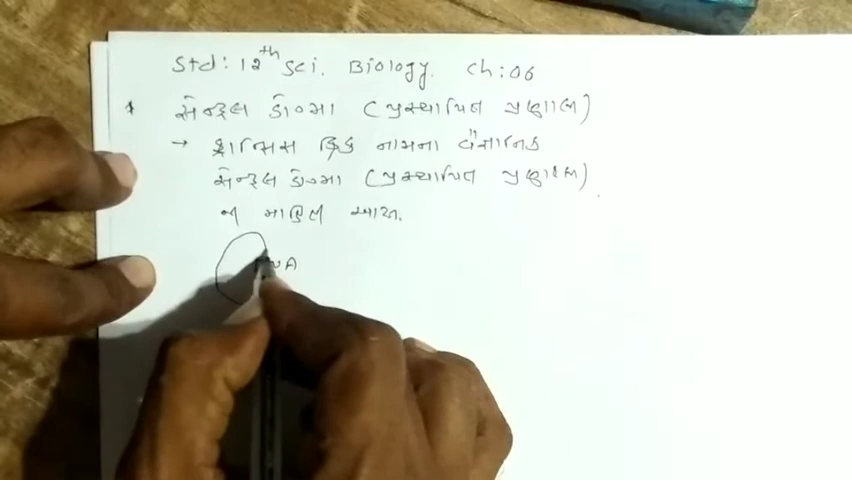 Std: 12th Sci. Biology. Ch: 06
* સેન્ટ્રલ ડોગ્મા (પ્રસ્થાપિત પ્રણાલી)
→ ફ્રાન્સિસ ક્રિક નામના વૈજ્ઞાનિક
સેન્ટ્રલ ડોગ્મા (પ્રસ્થાપિત પ્રણાલી)
ની માહિતી આપી.